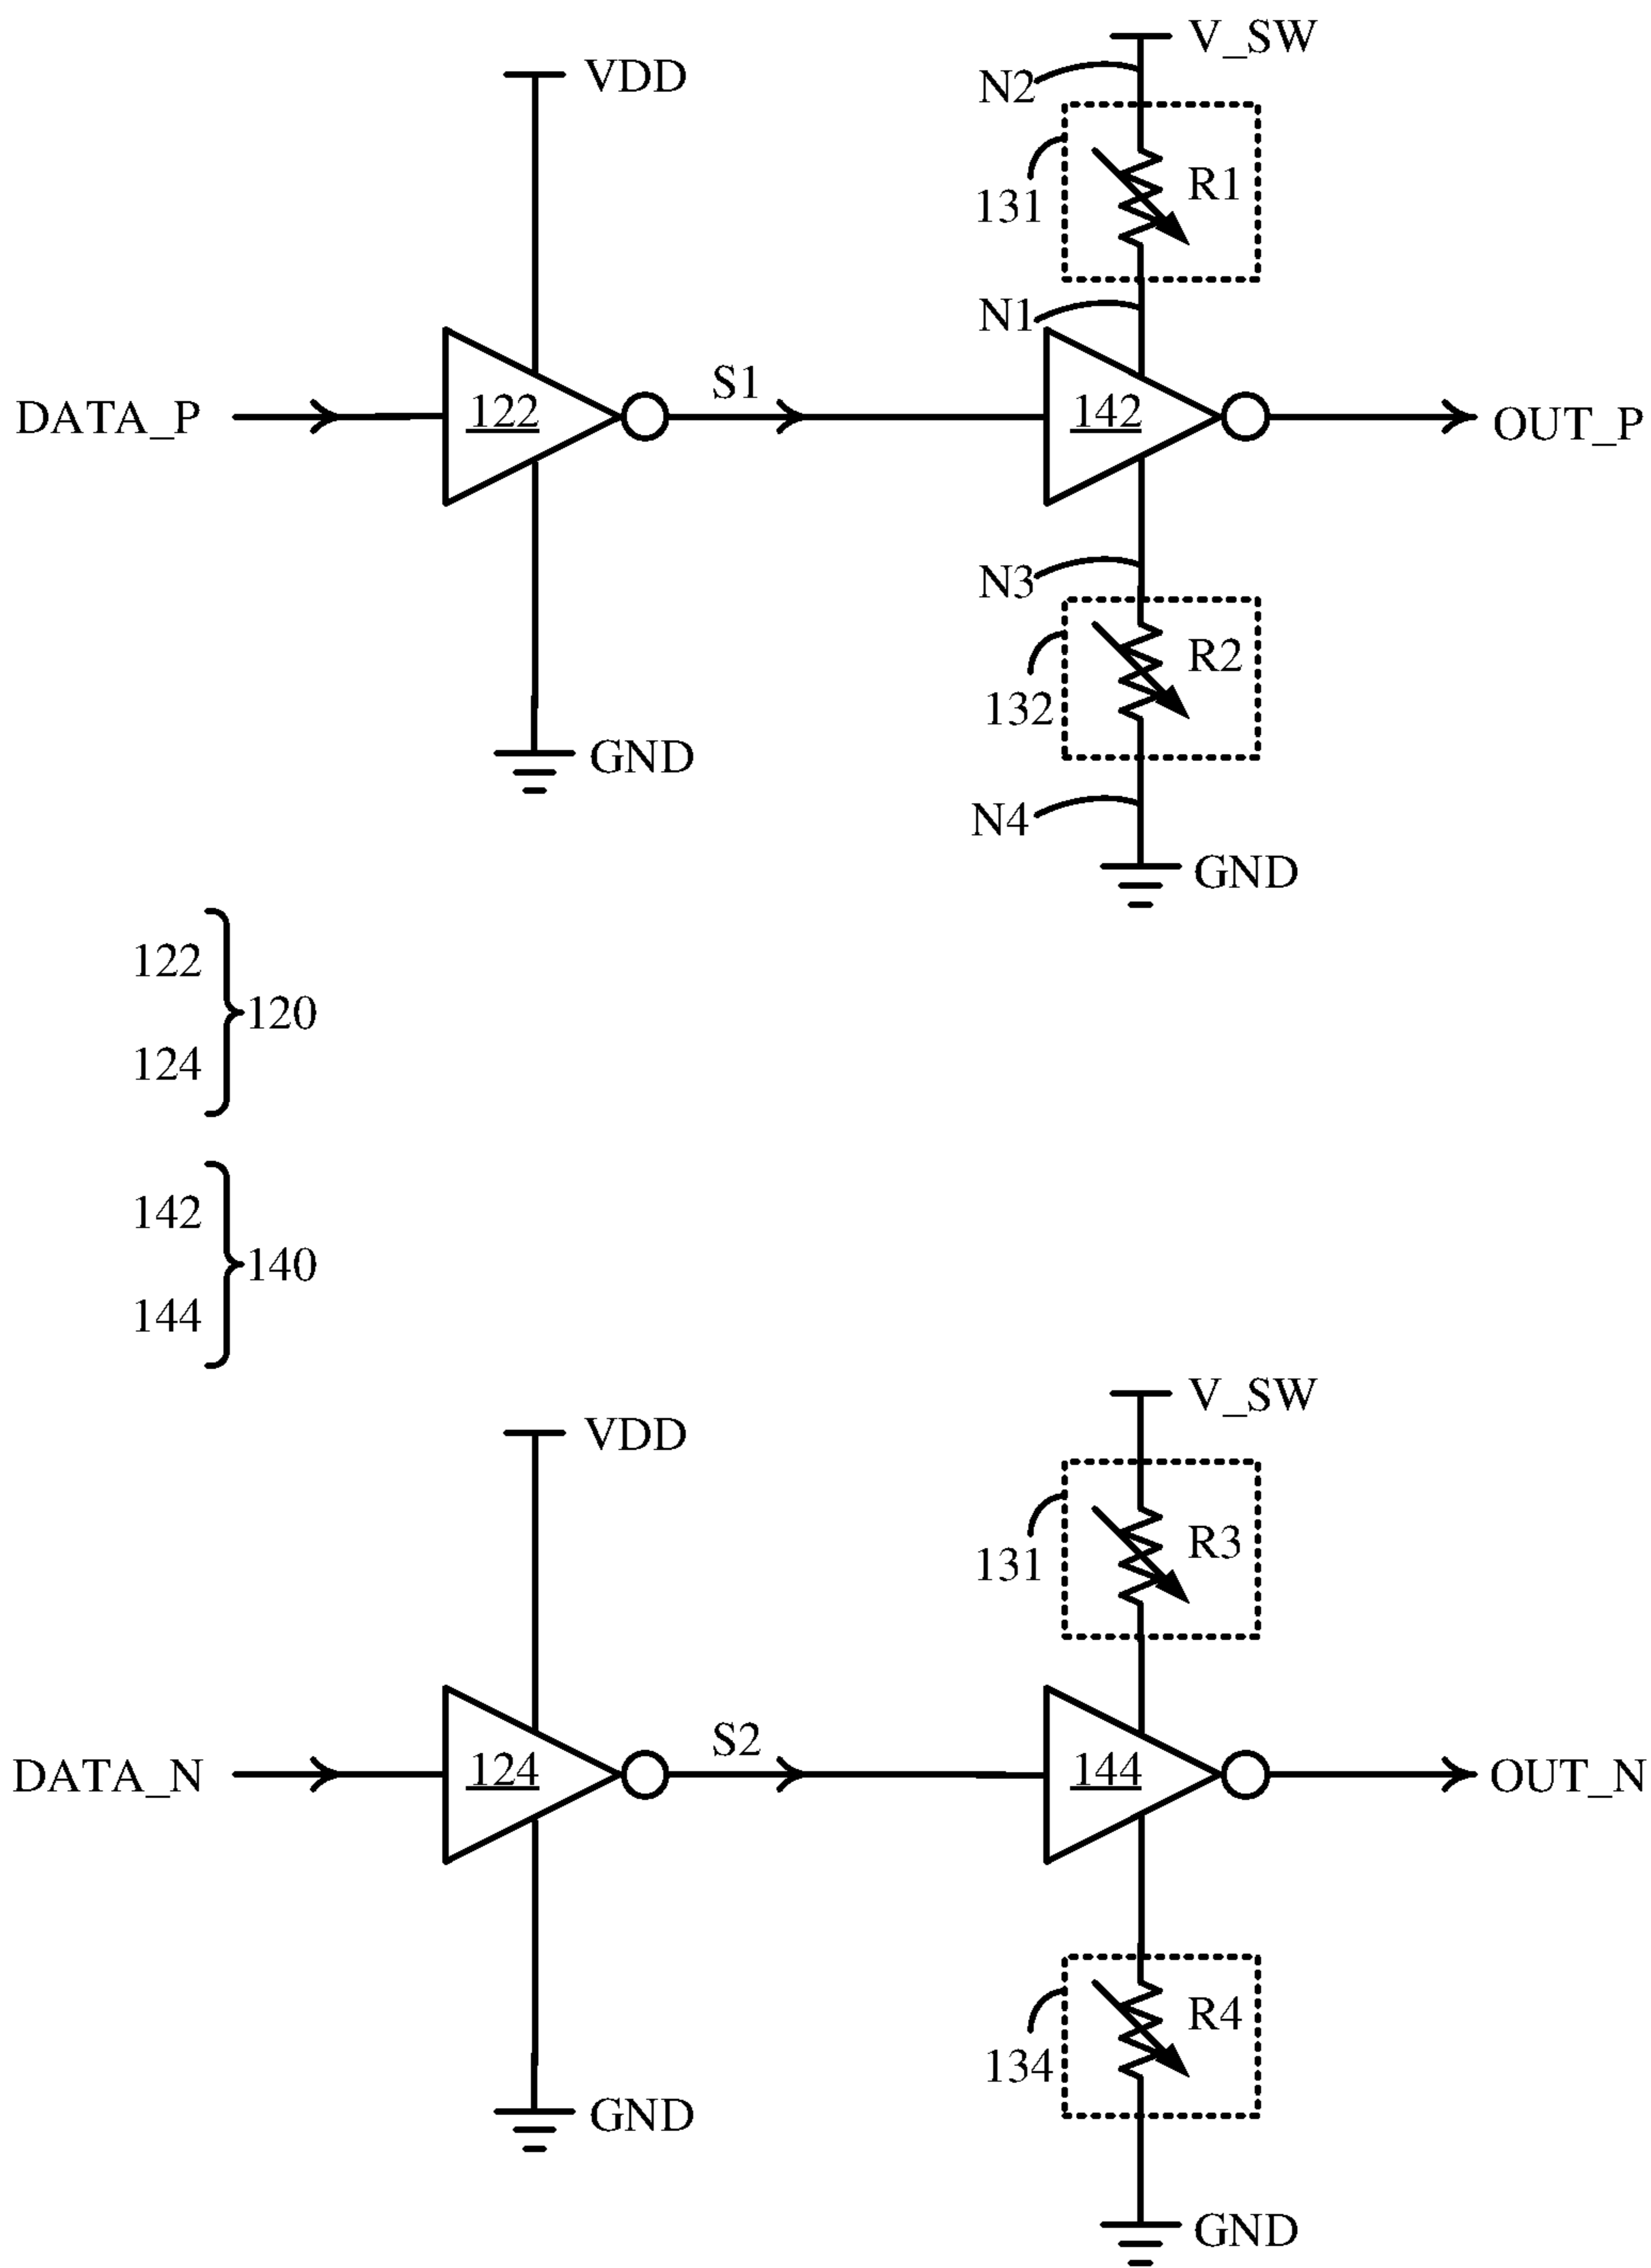 V_SW
VDD
N2
R1
131
N1
S1
DATA_P
122
142
OUT_P
N3
R2
132
GND
N4
GND
122
120
124
142
140
144
V_SW
VDD
R3
131
S2
DATA_N
124
144
OUT_N
R4
134
GND
GND